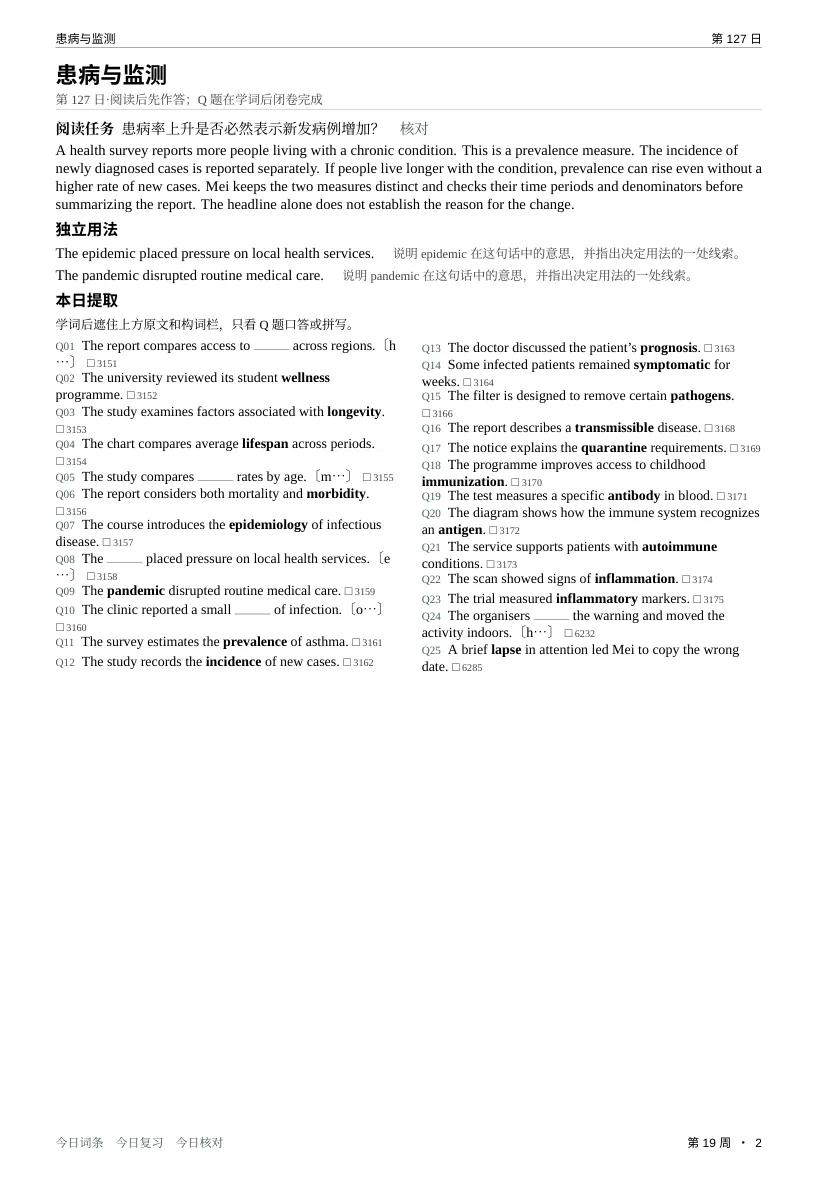 患病与监测
第 127 日
患病与监测
第 127 日·阅读后先作答；Q 题在学词后闭卷完成
阅读任务 患病率上升是否必然表示新发病例增加？ 核对
A health survey reports more people living with a chronic condition. This is a prevalence measure. The incidence of
newly diagnosed cases is reported separately. If people live longer with the condition, prevalence can rise even without a
higher rate of new cases. Mei keeps the two measures distinct and checks their time periods and denominators before
summarizing the report. The headline alone does not establish the reason for the change.
独立用法
The epidemic placed pressure on local health services. 说明 epidemic 在这句话中的意思，并指出决定用法的一处线索。
The pandemic disrupted routine medical care. 说明 pandemic 在这句话中的意思，并指出决定用法的一处线索。
本日提取
学词后遮住上方原文和构词栏，只看 Q 题口答或拼写。
Q01 The report compares access to _____ across regions.〔h
…〕 □ 3151
Q02 The university reviewed its student wellness
programme. □ 3152
Q03 The study examines factors associated with longevity.
□ 3153
Q04 The chart compares average lifespan across periods.
□ 3154
Q05 The study compares _____ rates by age.〔m…〕 □ 3155
Q06 The report considers both mortality and morbidity.
□ 3156
Q07 The course introduces the epidemiology of infectious
disease. □ 3157
Q08 The _____ placed pressure on local health services.〔e
…〕 □ 3158
Q09 The pandemic disrupted routine medical care. □ 3159
Q10 The clinic reported a small _____ of infection.〔o…〕
□ 3160
Q11 The survey estimates the prevalence of asthma. □ 3161
Q12 The study records the incidence of new cases. □ 3162
Q13 The doctor discussed the patient’s prognosis. □ 3163
Q14 Some infected patients remained symptomatic for
weeks. □ 3164
Q15 The filter is designed to remove certain pathogens.
□ 3166
Q16 The report describes a transmissible disease. □ 3168
Q17 The notice explains the quarantine requirements. □ 3169
Q18 The programme improves access to childhood
immunization. □ 3170
Q19 The test measures a specific antibody in blood. □ 3171
Q20 The diagram shows how the immune system recognizes
an antigen. □ 3172
Q21 The service supports patients with autoimmune
conditions. □ 3173
Q22 The scan showed signs of inflammation. □ 3174
Q23 The trial measured inflammatory markers. □ 3175
Q24 The organisers _____ the warning and moved the
activity indoors.〔h…〕 □ 6232
Q25 A brief lapse in attention led Mei to copy the wrong
date. □ 6285
今日词条 今日复习 今日核对
第 19 周 · 2